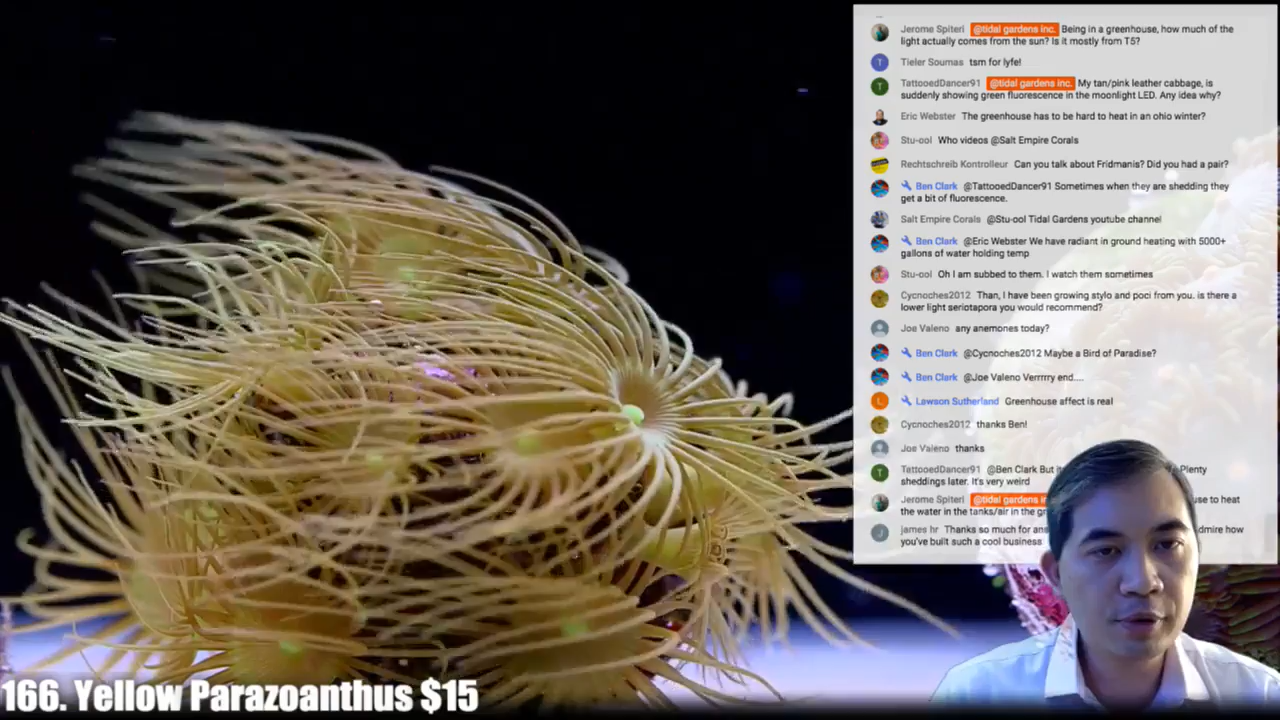 Jerome Spiteri @tidal gardens inc. Being in a greenhouse, how much of the
light actually comes from the sun? Is it mostly from T5?
T
Tieler Soumas tsm for lyfe!
T
TattooedDancer91 @tidal gardens inc. My tan/pink leather cabbage, is
suddenly showing green fluorescence in the moonlight LED. Any idea why?
Eric Webster The greenhouse has to be hard to heat in an ohio winter?
Stu-ool Who videos @Salt Empire Corals
Rechtschreib Kontrolleur Can you talk about Fridmanis? Did you had a pair?
Ben Clark @TattooedDancer91 Sometimes when they are shedding they
get a bit of fluorescence.
Salt Empire Corals @Stu-ool Tidal Gardens youtube channel
Ben Clark @Eric Webster We have radiant in ground heating with 5000+
gallons of water holding temp
Stu-ool Oh I am subbed to them. I watch them sometimes
Cycnoches2012 Than, I have been growing stylo and poci from you. is there a
lower light seriotapora you would recommend?
Joe Valeno any anemones today?
Ben Clark @Cycnoches2012 Maybe a Bird of Paradise?
Ben Clark @Joe Valeno Verrrrry end....
L
Lawson Sutherland Greenhouse affect is real
Cycnoches2012 thanks Ben!
Joe Valeno thanks
T
TattooedDancer91 @Ben Clark But Plenty
sheddings later. It's very weird
Jerome Spiteri @tidal gardens to heat
the water in the tanks/air in the
J
james hr Thanks so much for how
you've built such a cool business
166. Yellow Parazoanthus $15